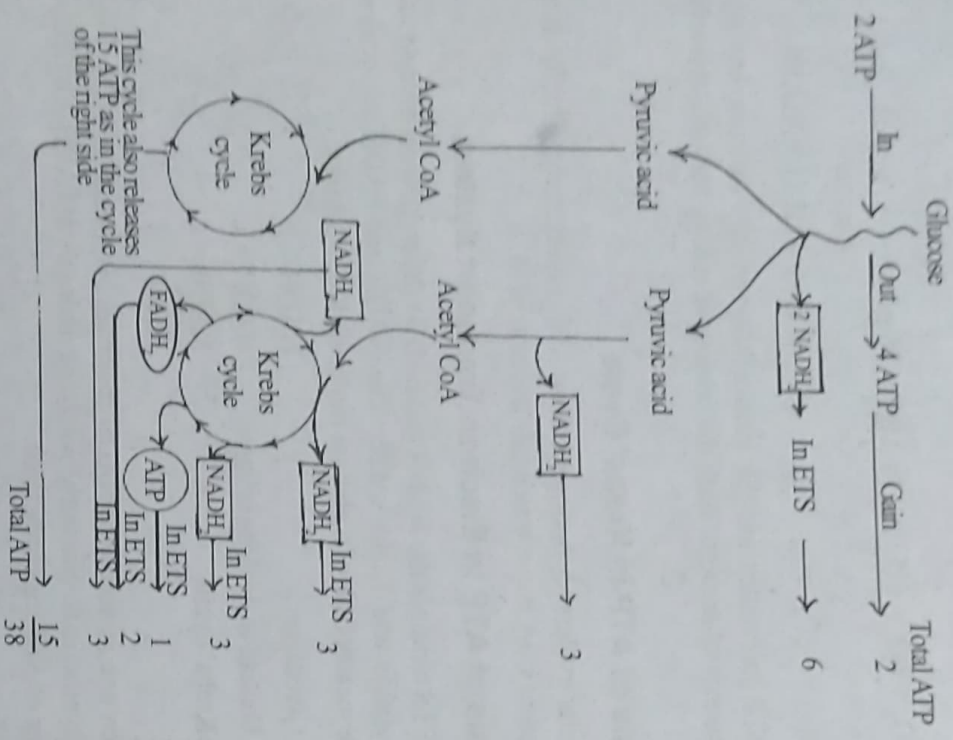 Glucose
Total ATP
2 ATP
In
Out
4 ATP
Gain
2
2 NADH2
In ETS
6
Pyruvic acid
Pyruvic acid
NADH2
3
Acetyl CoA
Acetyl CoA
NADH2
NADH2
In ETS
3
Krebs
cycle
Krebs
cycle
NADH2
In ETS
3
FADH2
ATP
In ETS
1
In ETS
2
In ETS
3
This cycle also releases
15 ATP as in the cycle
of the right side
15
Total ATP
38